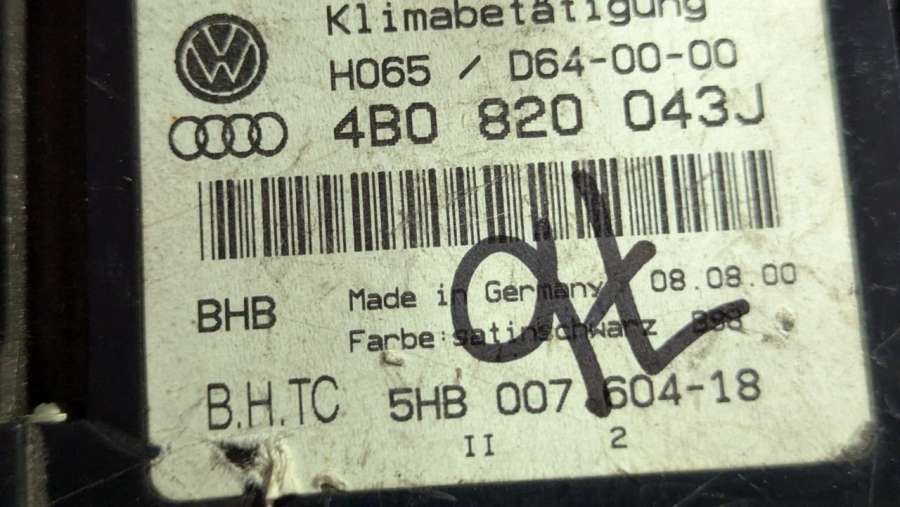 Klimabetätigung
H065 / D64-00-00
4B0 820 043J
BHB Made in Germany 08.08.00
Farbe:satinschwarz
B.H.TC 5HB 007 604-18
II 2